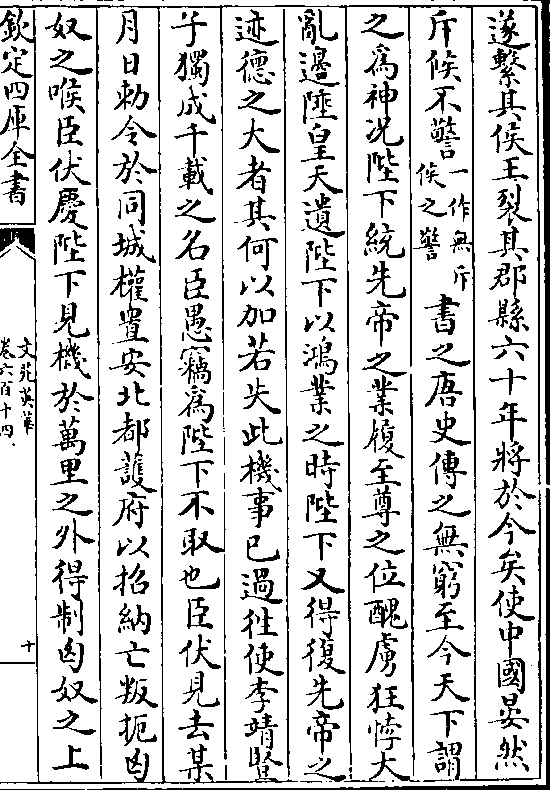 遂繫其侯王裂其郡縣六十年將於今矣使中國晏然
斥候不警一作無斥候之警書之唐史傳之無窮至今天下謂
之為神況陛下統先帝之業履至尊之位醜虜狂悖大
亂邊陲皇天遺陛下以鴻業之時陛下又得復先帝之
迹德之大者其何以加若失此機事已過往使李靖豎
子獨成千載之名臣愚竊為陛下不取也臣伏見去某
月日勅令於同城權置安北都護府以招納亡叛扼匈
奴之喉臣伏慶陛下見機於萬里之外得制匈奴之上
欽定四庫全書
文苑英華
卷六百十四
十